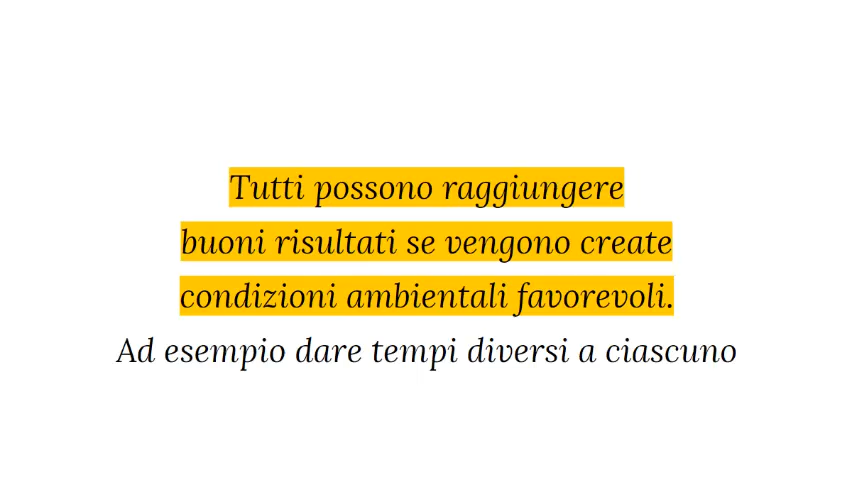 Tutti possono raggiungere
buoni risultati se vengono create
condizioni ambientali favorevoli.
Ad esempio dare tempi diversi a ciascuno